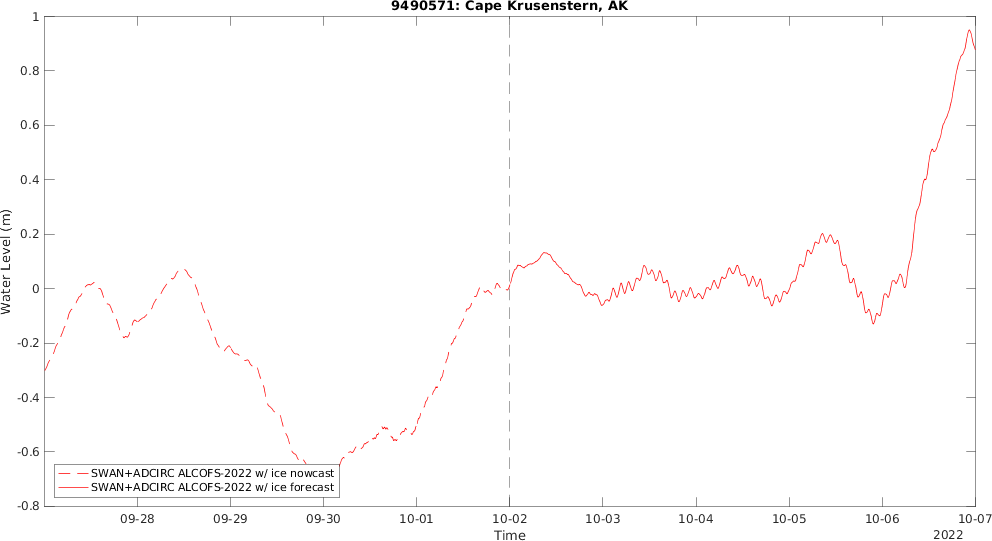 9490571: Cape Krusenstern, AK
1
0.8
0.6
0.4
0.2
0
-0.2
-0.4
-0.6
-0.8
Water Level (m)
SWAN+ADCIRC ALCOFS-2022 w/ ice nowcast
SWAN+ADCIRC ALCOFS-2022 w/ ice forecast
09-28 09-29 09-30 10-01 10-02 10-03 10-04 10-05 10-06 10-07
Time
2022